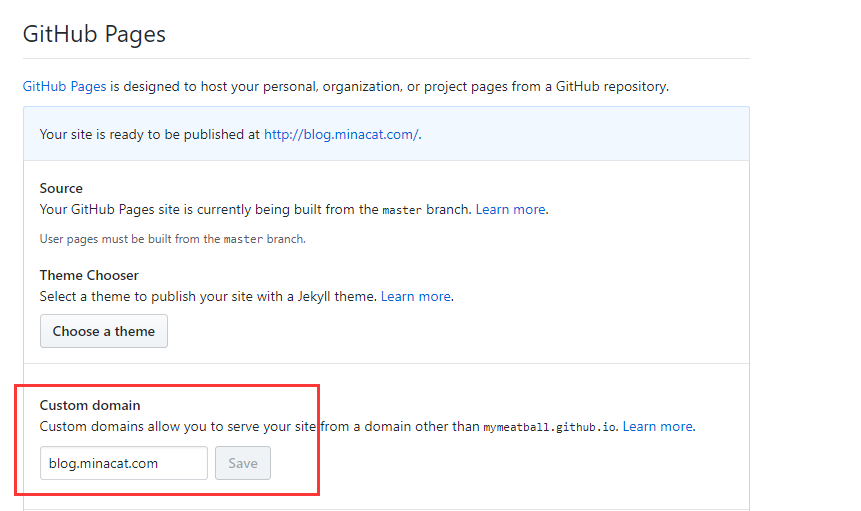 GitHub Pages
GitHub Pages is designed to host your personal, organization, or project pages from a GitHub repository.
Your site is ready to be published at http://blog.minacat.com/.
Source
Your GitHub Pages site is currently being built from the master branch. Learn more.
User pages must be built from the master branch.
Theme Chooser
Select a theme to publish your site with a Jekyll theme. Learn more.
Choose a theme
Custom domain
Custom domains allow you to serve your site from a domain other than mymeatball.github.io. Learn more.
blog.minacat.com Save